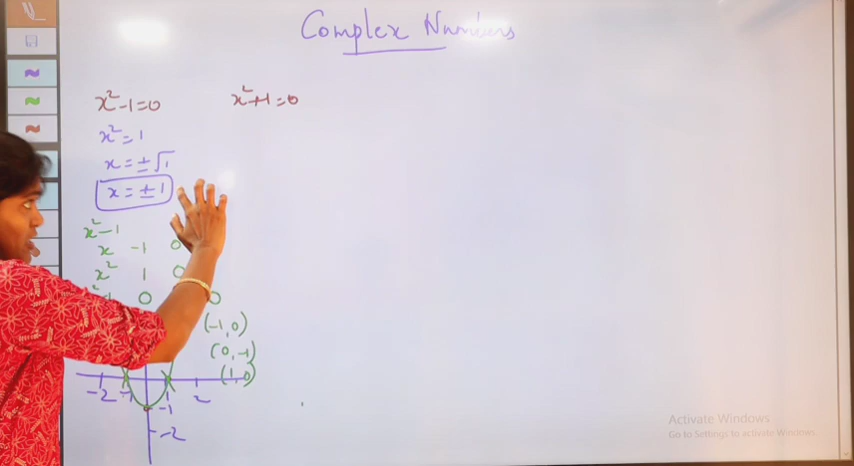 Complex Numbers
x²-1=0
x²+1=0
x²=1
x=±√1
x=±1
x²-1
x -1 0
x² 1 0
0 0
(-1,0)
(0,-1)
(1,0)
-2 -1 1 2
-1
-2
Activate Windows
Go to Settings to activate Windows.